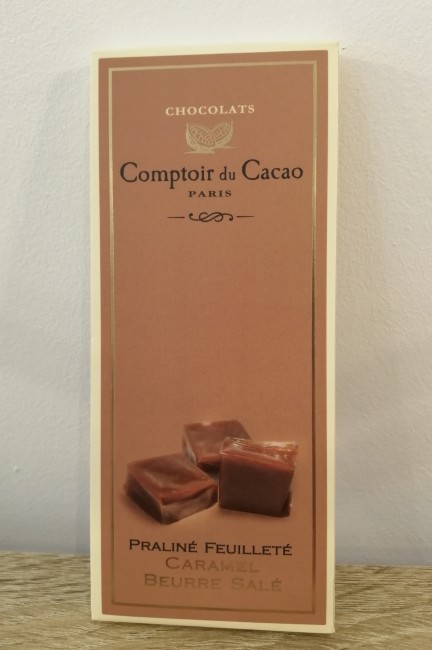 CHOCOLATS
Comptoir du Cacao
PARIS
PRALINÉ FEUILLETÉ
CARAMEL
BEURRE SALÉ